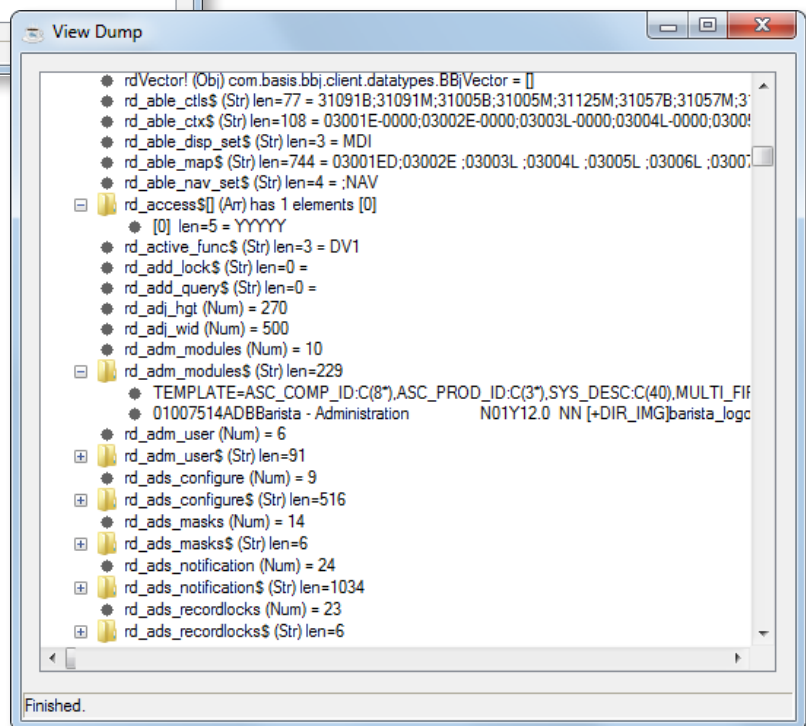 View Dump
rdVector! (Obj) com.basis.bbj.client.datatypes.BBjVector = []
rd_able_ctls$ (Str) len=77 = 31091B;31091M;31005B;31005M;31125M;31057B;31057M;31
rd_able_ctx$ (Str) len=108 = 03001E-0000;03002E-0000;03003L-0000;03004L-0000;03005
rd_able_disp_set$ (Str) len=3 = MDI
rd_able_map$ (Str) len=744 = 03001ED;03002E ;03003L ;03004L ;03005L ;03006L ;03007
rd_able_nav_set$ (Str) len=4 = ;NAV
rd_access$[] (Arr) has 1 elements [0]
[0] len=5 = YYYYY
rd_active_func$ (Str) len=3 = DV1
rd_add_lock$ (Str) len=0 =
rd_add_query$ (Str) len=0 =
rd_adj_hgt (Num) = 270
rd_adj_wid (Num) = 500
rd_adm_modules (Num) = 10
rd_adm_modules$ (Str) len=229
TEMPLATE=ASC_COMP_ID:C(8*),ASC_PROD_ID:C(3*),SYS_DESC:C(40),MULTI_FIR
01007514ADBBarista - Administration N01Y12.0 NN [+DIR_IMG]barista_logo
rd_adm_user (Num) = 6
rd_adm_user$ (Str) len=91
rd_ads_configure (Num) = 9
rd_ads_configure$ (Str) len=516
rd_ads_masks (Num) = 14
rd_ads_masks$ (Str) len=6
rd_ads_notification (Num) = 24
rd_ads_notification$ (Str) len=1034
rd_ads_recordlocks (Num) = 23
rd_ads_recordlocks$ (Str) len=6
Finished.